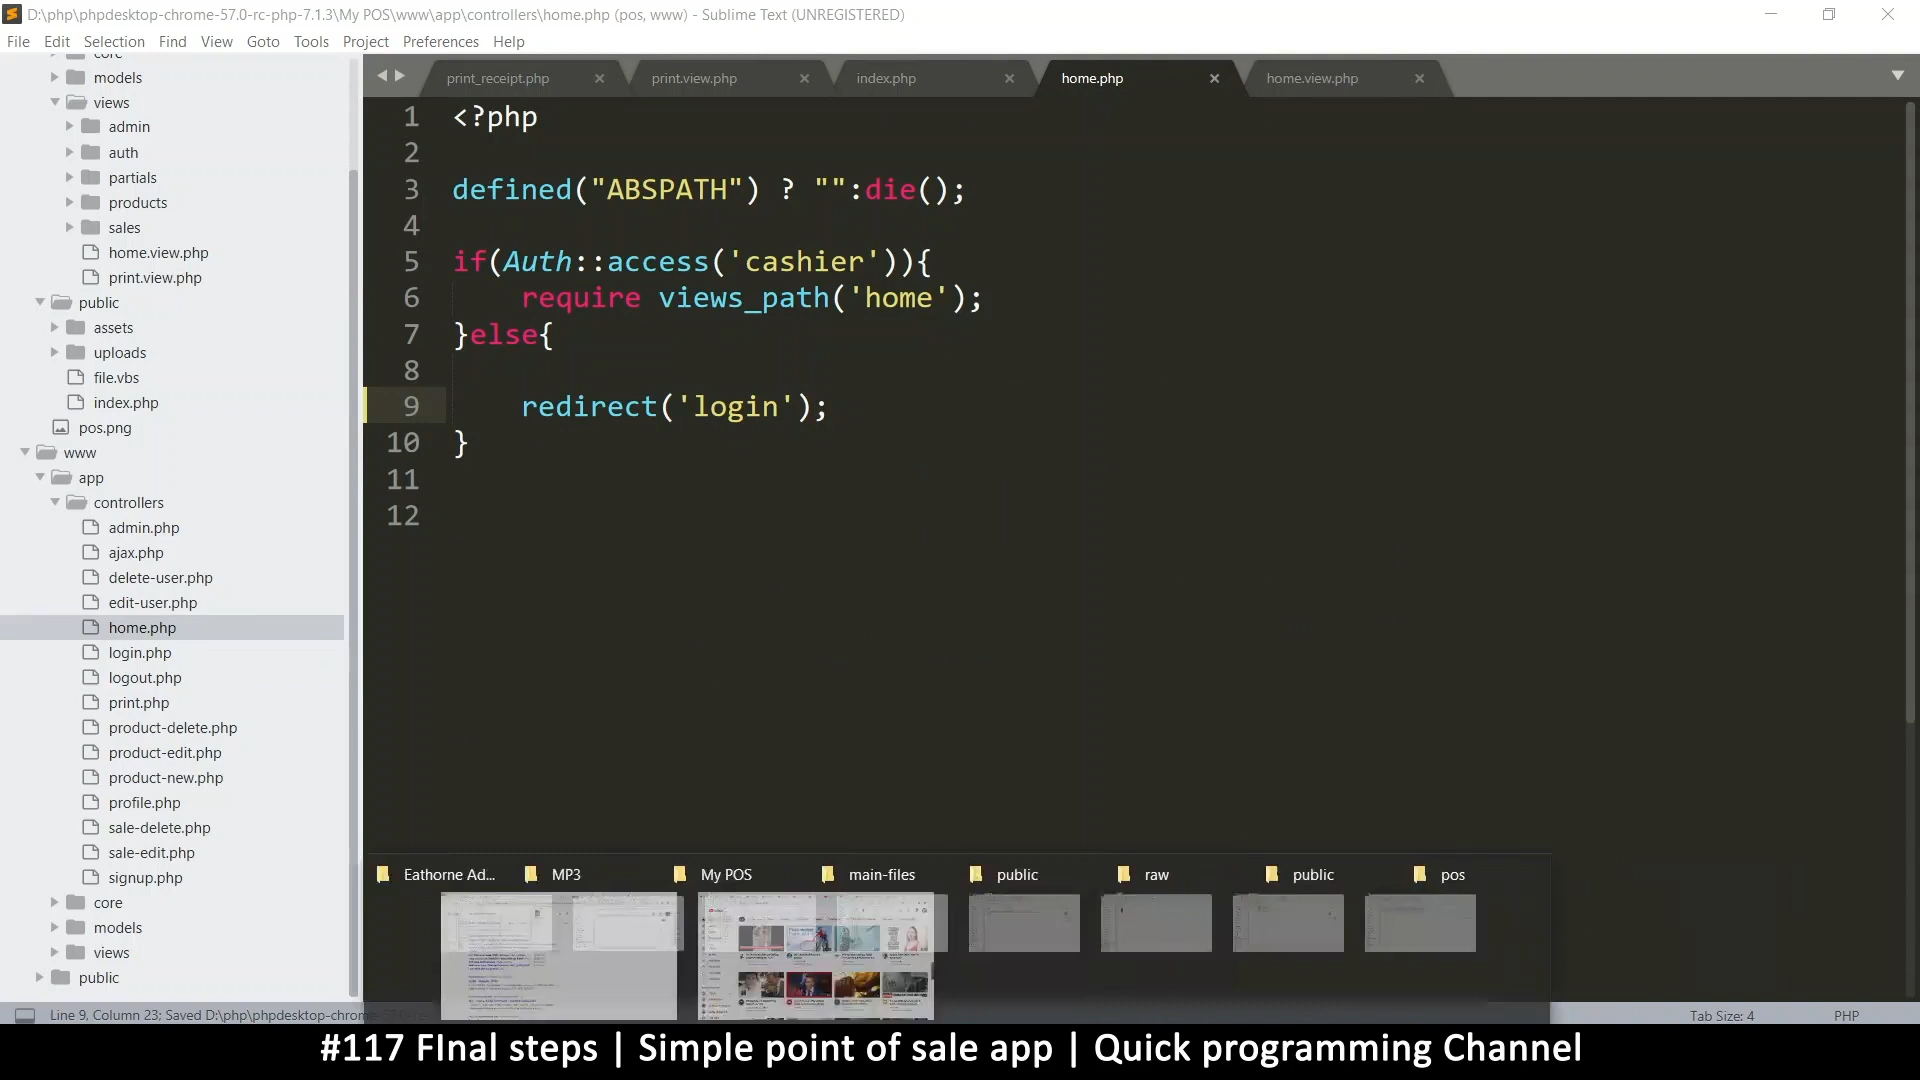 D:\php\phpdesktop-chrome-57.0-rc-php-7.1.3\My POS\www\app\controllers\home.php (pos, www) - Sublime Text (UNREGISTERED)
File Edit Selection Find View Goto Tools Project Preferences Help
core
models
views
admin
auth
partials
products
sales
home.view.php
print.view.php
public
assets
uploads
file.vbs
index.php
pos.png
www
app
controllers
admin.php
ajax.php
delete-user.php
edit-user.php
home.php
login.php
logout.php
print.php
product-delete.php
product-edit.php
product-new.php
profile.php
sale-delete.php
sale-edit.php
signup.php
core
models
views
public
print_receipt.php print.view.php index.php home.php home.view.php
1 <?php
2
3 defined("ABSPATH") ? "":die();
4
5 if(Auth::access('cashier')){
6 require views_path('home');
7 }else{
8
9 redirect('login');
10 }
11
12
Eathorne Ad... MP3 My POS main-files public raw public pos
Line 9, Column 23; Saved D:\php\phpdesktop-chrome
Tab Size: 4 PHP
#117 FInal steps | Simple point of sale app | Quick programming Channel